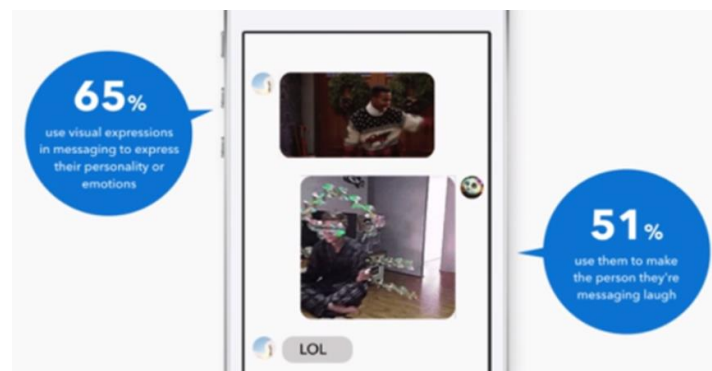 65%
use visual expressions
in messaging to express
their personality or
emotions
51%
use them to make
the person they're
messaging laugh
LOL